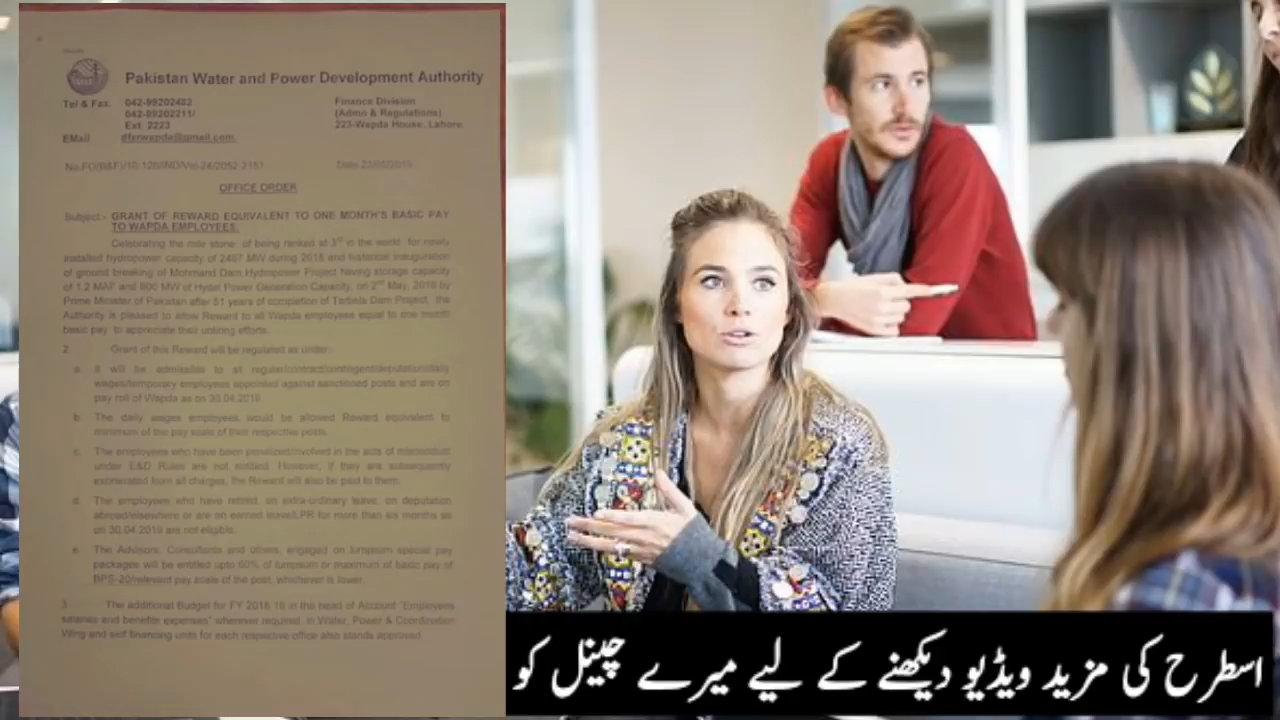 Pakistan Water and Power Development Authority
Tel & Fax. 042-99202482
042-99202211/
Ext 2223
EMail dfarwapda@gmail.com.
Finance Division
(Admn & Regulations)
223-Wapda House, Lahore.
Date 23/05/2019
OFFICE ORDER
Subject:- GRANT OF REWARD EQUIVALENT TO ONE MONTH'S BASIC PAY
TO WAPDA EMPLOYEES.
Celebrating the mile stone of being ranked at 3rd in the world for newly
installed hydropower capacity of 2487 MW during 2018 and historical inauguration
of ground breaking of Mohmand Dam Hydropower Project having storage capacity
of 1.2 MAF and 800 MW of Hydel Power Generation Capacity, on 2nd May, 2019 by
Prime Minister of Pakistan after 51 years of completion of Tarbela Dam Project, the
Authority is pleased to allow Reward to all Wapda employees equal to one month
basic pay to appreciate their untiring efforts.
2. Grant of this Reward will be regulated as under:
a. It will be admissible to all regular/contract/contingent/deputation/daily
wages/temporary employees appointed against sanctioned posts and are on
pay roll of Wapda as on 30.04.2019
b. The daily wages employees would be allowed Reward equivalent to
minimum of the pay scale of their respective posts.
c. The employees who have been penalized/involved in the acts of misconduct
under E&D Rules are not entitled. However, if they are subsequently
exonerated from all charges, the Reward will also be paid to them.
d. The employees who have retired, on extra-ordinary leave, on deputation
abroad/elsewhere or are on earned leave/LPR for more than six months as
on 30.04.2019 are not eligible.
e. The Advisors, Consultants and others, engaged on lumpsum special pay
packages will be entitled upto 50% of lumpsum or maximum of basic pay of
BPS-20/relevant pay scale of the post, whichever is lower.
3. The additional Budget for FY 2018-19 in the head of Account "Employees
salaries and benefits expenses" wherever required, in Water, Power & Coordination
Wing and self financing units for each respective office also stands approved.
اسطرح کی مزید ویڈیو دیکھنے کے لیے میرے چینل کو